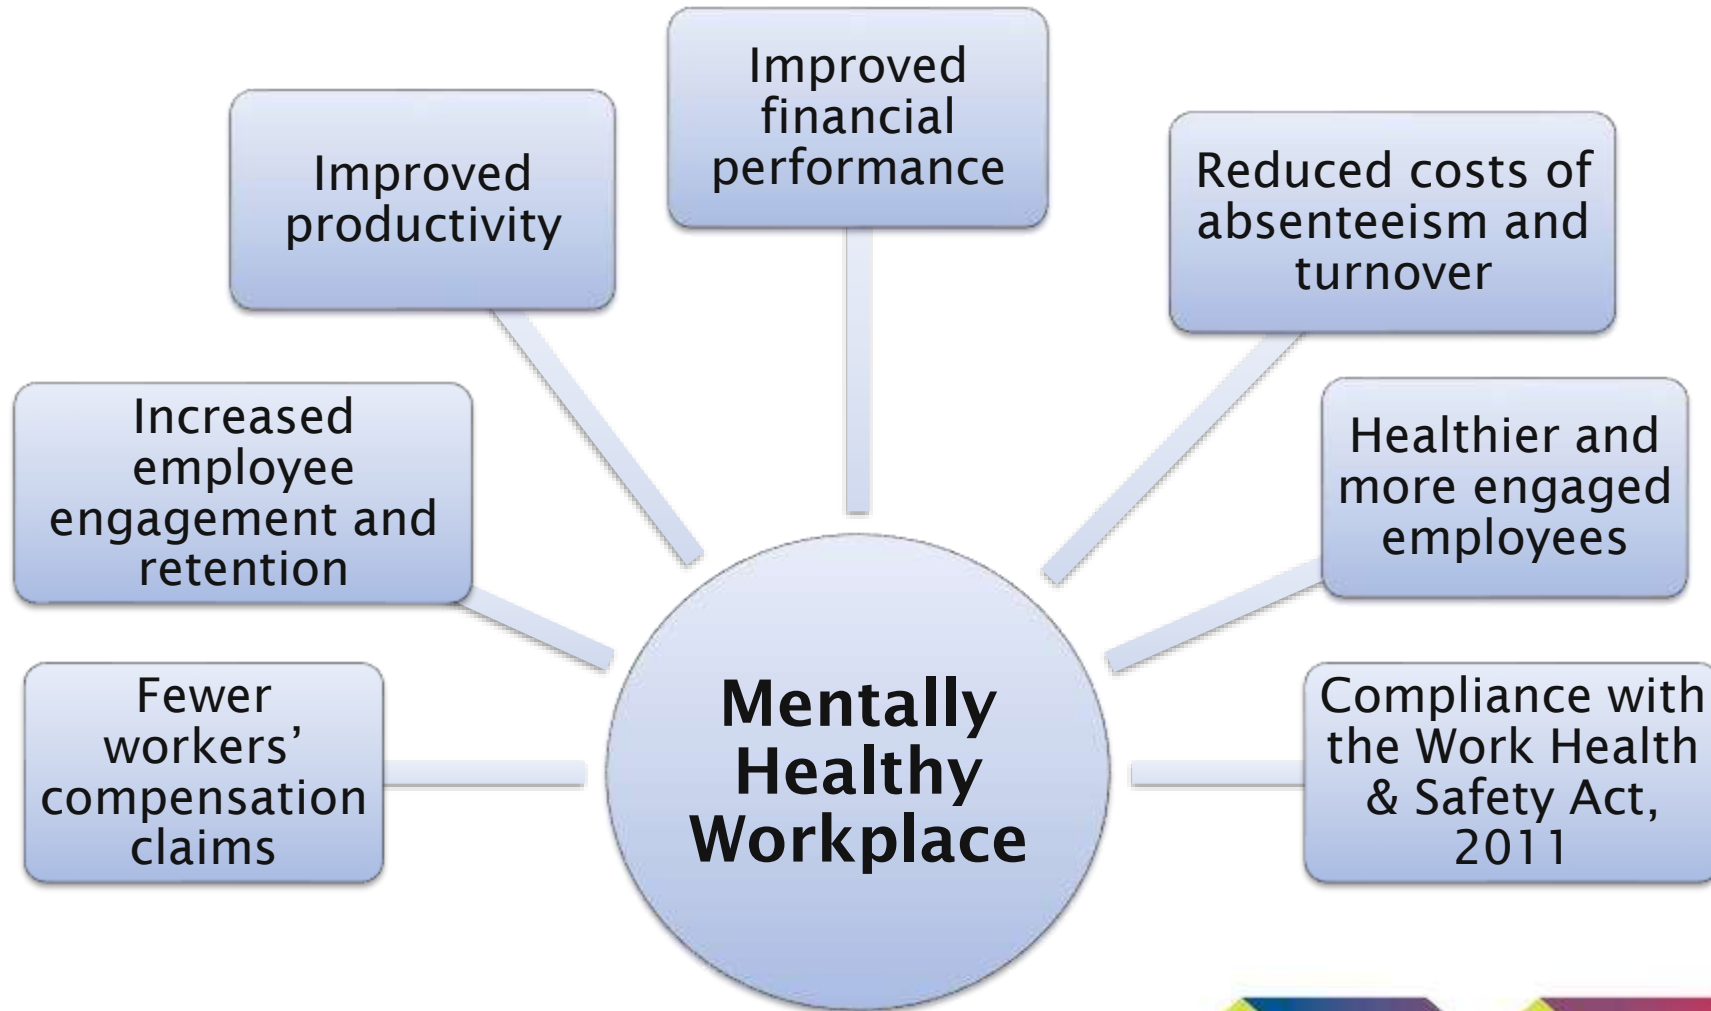 Improved
financial
performance
Improved
productivity
Reduced costs of
absenteeism and
turnover
Increased
employee
engagement and
retention
Healthier and
more engaged
employees
Fewer
workers’
compensation
claims
Mentally
Healthy
Workplace
Compliance with
the Work Health
& Safety Act,
2011